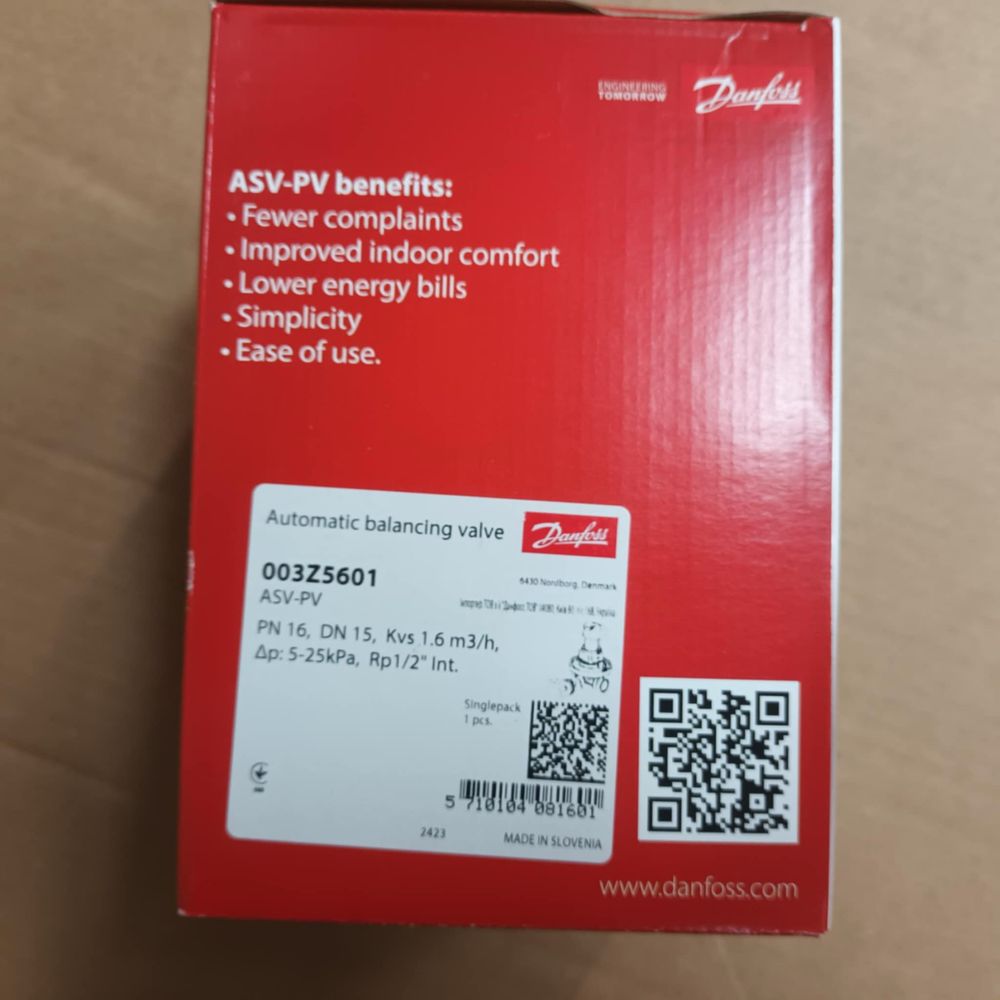 ENGINEERING
TOMORROW
Danfoss
ASV-PV benefits:
• Fewer complaints
• Improved indoor comfort
• Lower energy bills
• Simplicity
• Ease of use.
Automatic balancing valve
Danfoss
003Z5601
ASV-PV
6430 Nordborg, Denmark
PN 16, DN 15, Kvs 1.6 m3/h,
Δp: 5-25kPa, Rp1/2" Int.
Singlepack
1 pcs.
5 710104 081601
2423
MADE IN SLOVENIA
www.danfoss.com